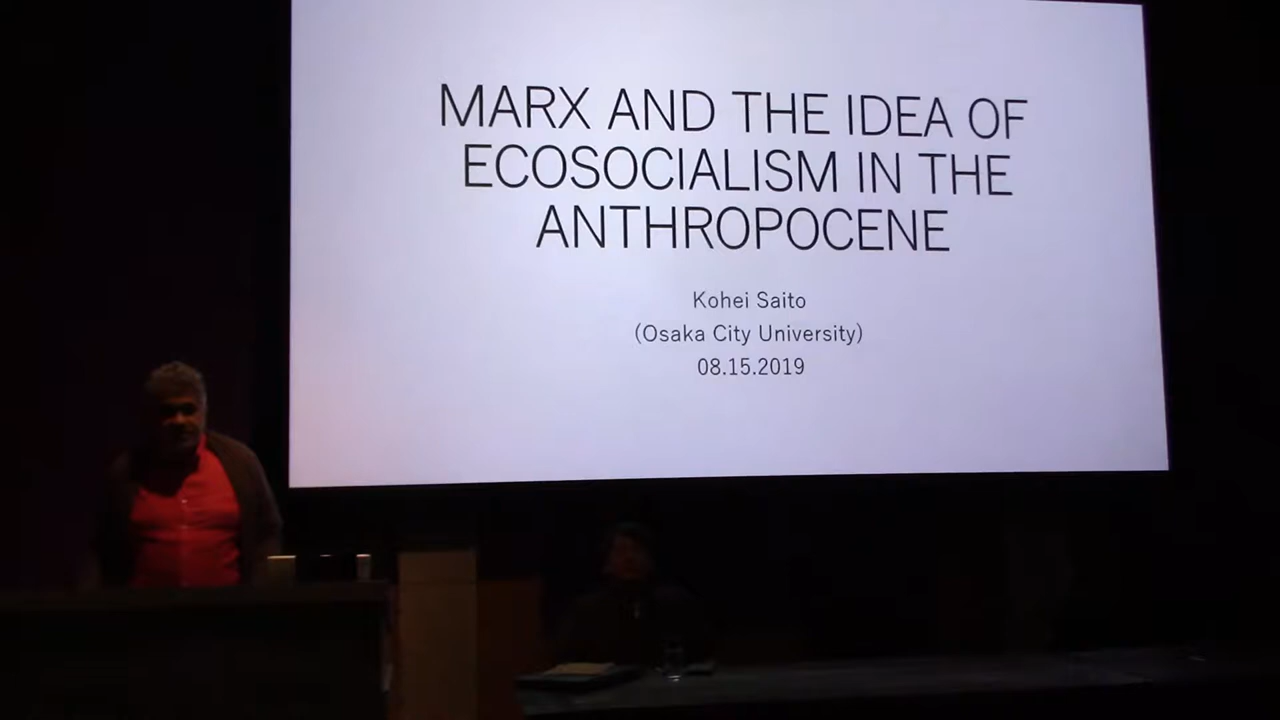 MARX AND THE IDEA OF
ECOSOCIALISM IN THE
ANTHROPOCENE
Kohei Saito
(Osaka City University)
08.15.2019